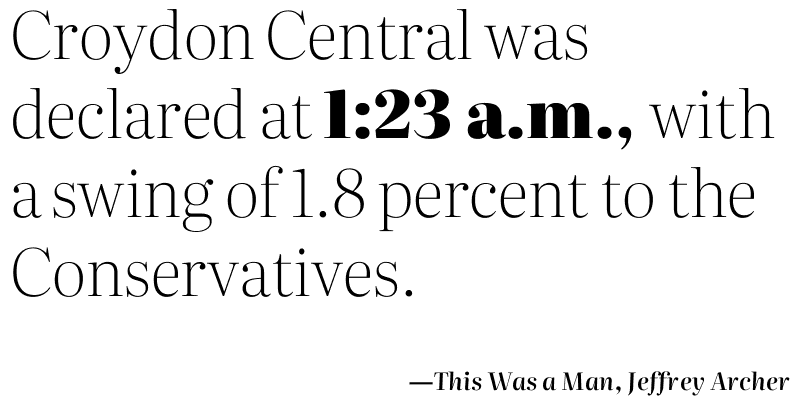 Croydon Central was
declared at 1:23 a.m., with
a swing of 1.8 percent to the
Conservatives.
—This Was a Man, Jeffrey Archer